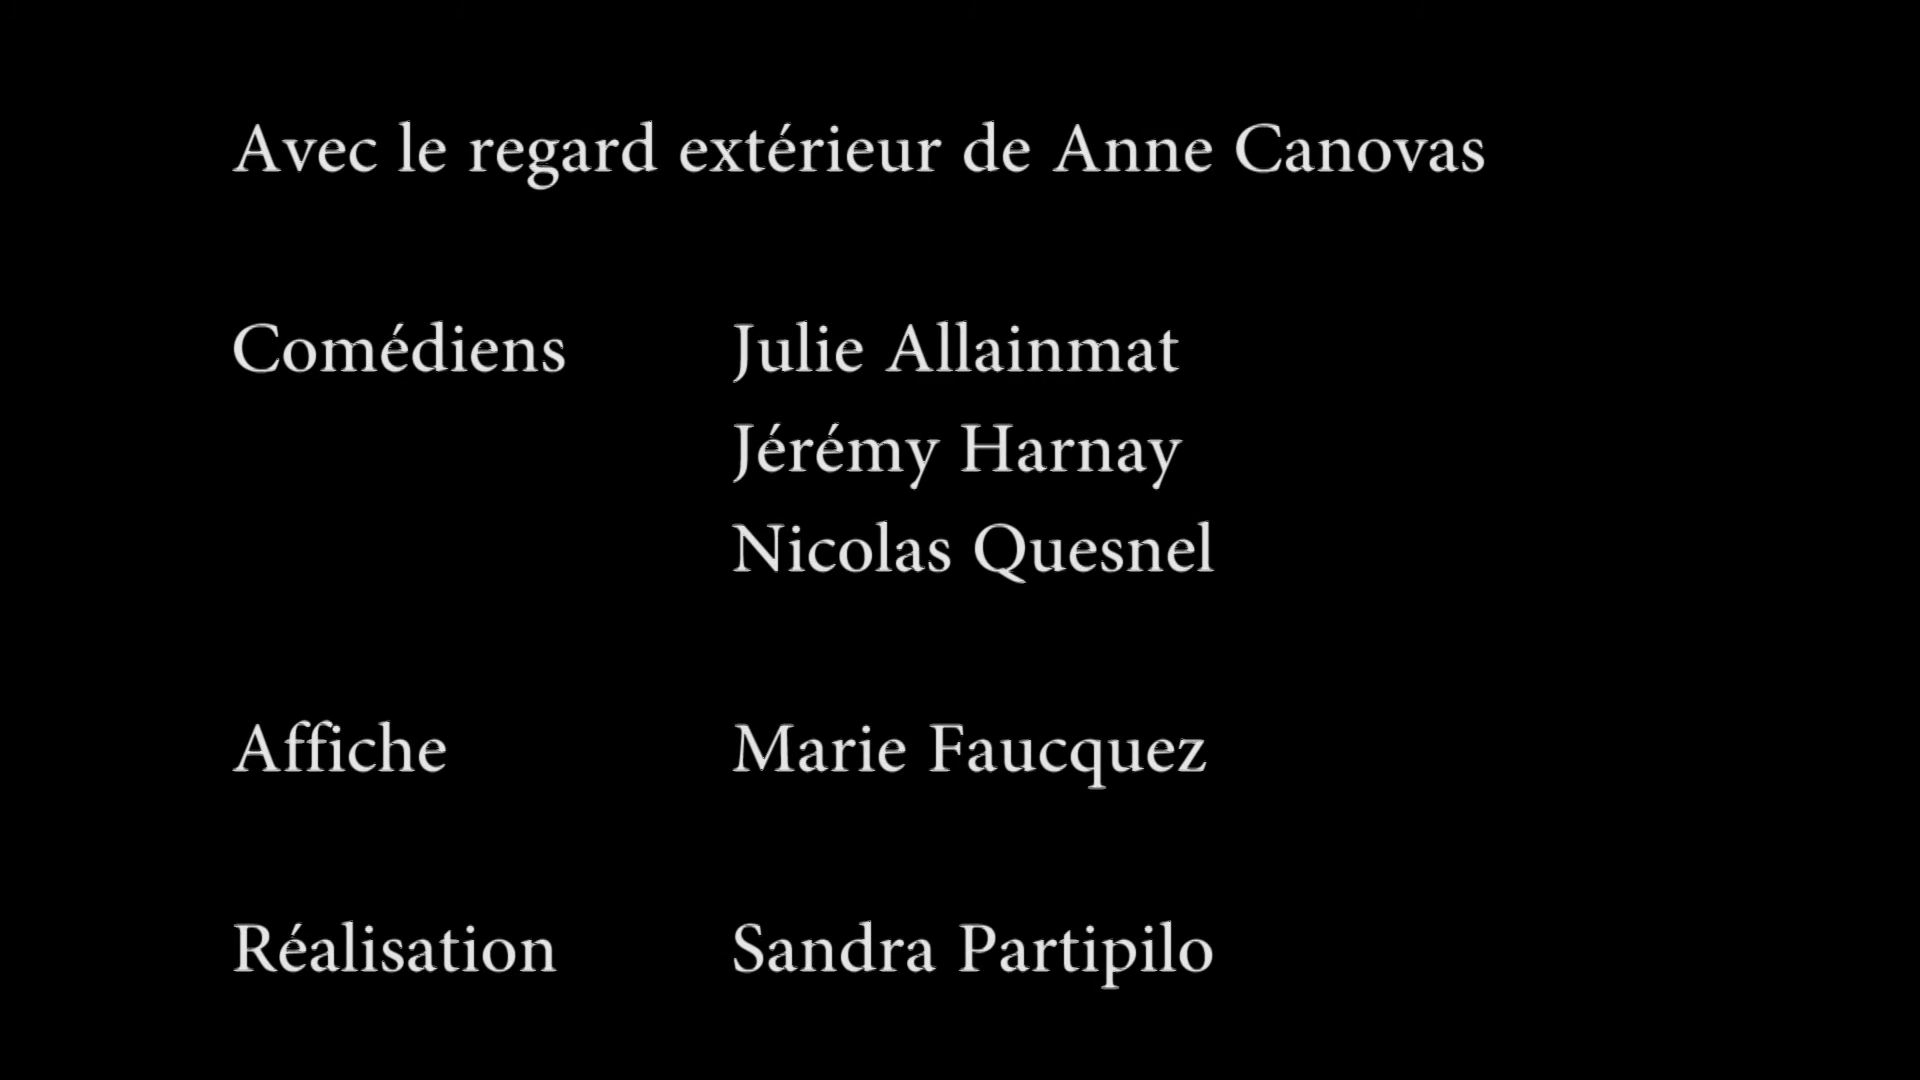 Avec le regard extérieur de Anne Canovas
Comédiens Julie Allainmat
Jérémy Harnay
Nicolas Quesnel
Affiche Marie Faucquez
Réalisation Sandra Partipilo